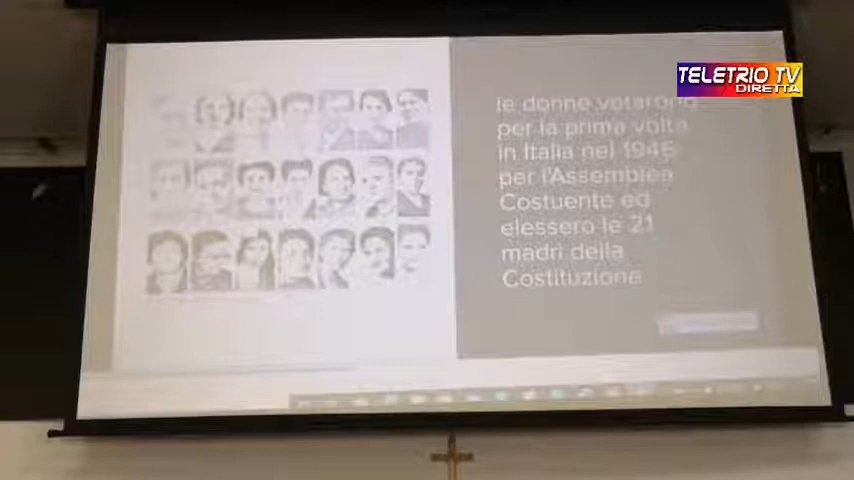 TELETRIO TV
DIRETTA
le donne votarono
per la prima volta
in Italia nel 1946
per l'Assemblea
Costuente ed
elessero le 21
madri della
Costituzione